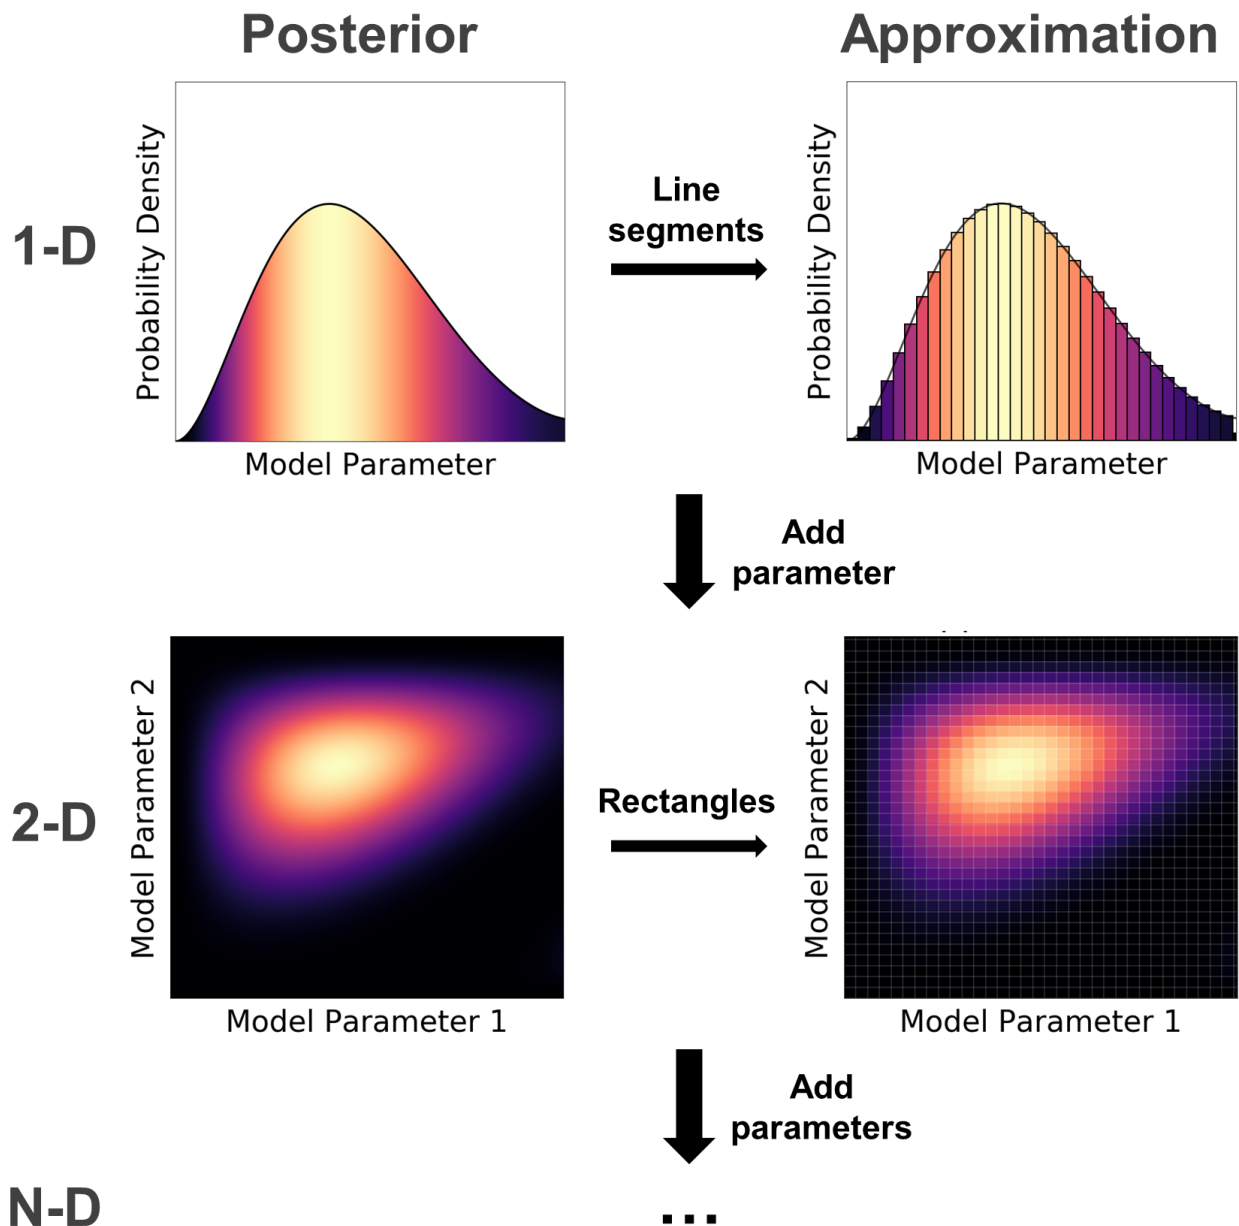 Posterior
Approximation
1-D
Probability Density
Model Parameter
Line
segments
Probability Density
Model Parameter
Add
parameter
2-D
Model Parameter 2
Model Parameter 1
Rectangles
Model Parameter 2
Model Parameter 1
Add
parameters
N-D
...